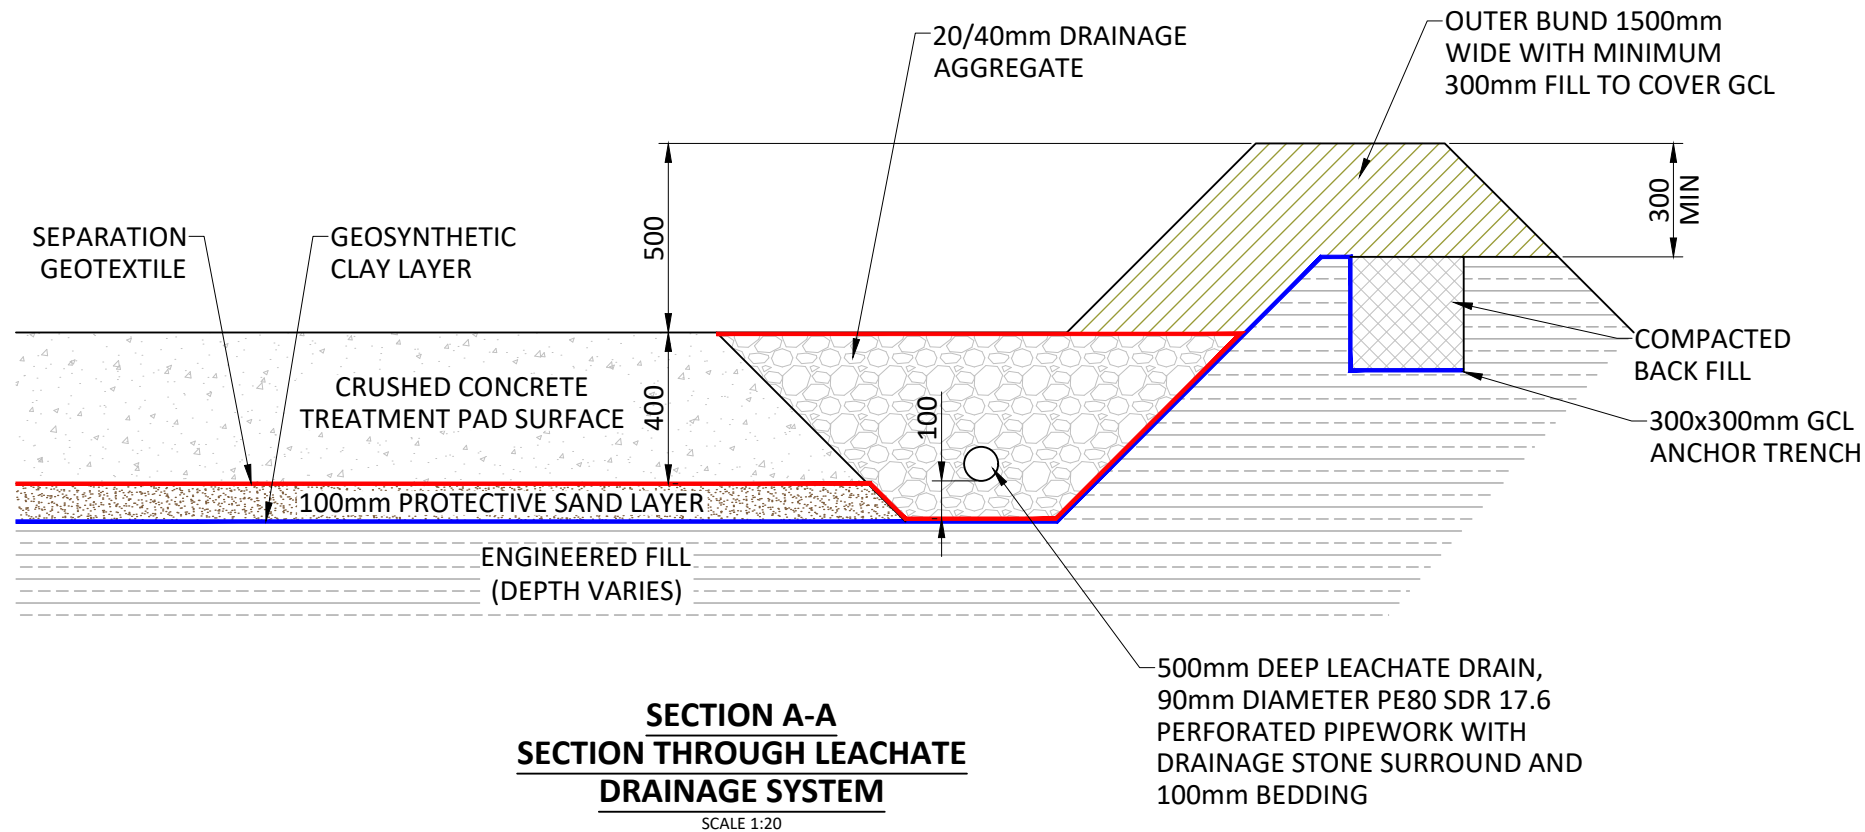 20/40mm DRAINAGE
AGGREGATE
OUTER BUND 1500mm
WIDE WITH MINIMUM
300mm FILL TO COVER GCL
SEPARATION
GEOTEXTILE
GEOSYNTHETIC
CLAY LAYER
500
300
MIN
CRUSHED CONCRETE
TREATMENT PAD SURFACE
400
100
COMPACTED
BACK FILL
300x300mm GCL
ANCHOR TRENCH
100mm PROTECTIVE SAND LAYER
ENGINEERED FILL
(DEPTH VARIES)
500mm DEEP LEACHATE DRAIN,
90mm DIAMETER PE80 SDR 17.6
PERFORATED PIPEWORK WITH
DRAINAGE STONE SURROUND AND
100mm BEDDING
SECTION A-A
SECTION THROUGH LEACHATE
DRAINAGE SYSTEM
SCALE 1:20